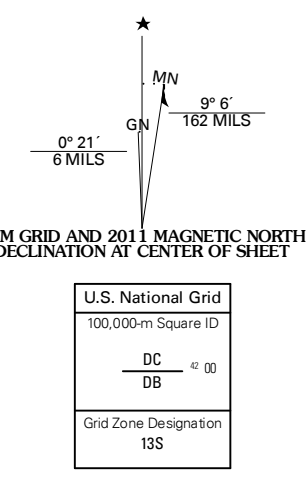 ★
MN
GN
9° 6´
162 MILS
0° 21´
6 MILS
M GRID AND 2011 MAGNETIC NORTH
DECLINATION AT CENTER OF SHEET
U.S. National Grid
100,000-m Square ID
DC
42 00
DB
Grid Zone Designation
13S